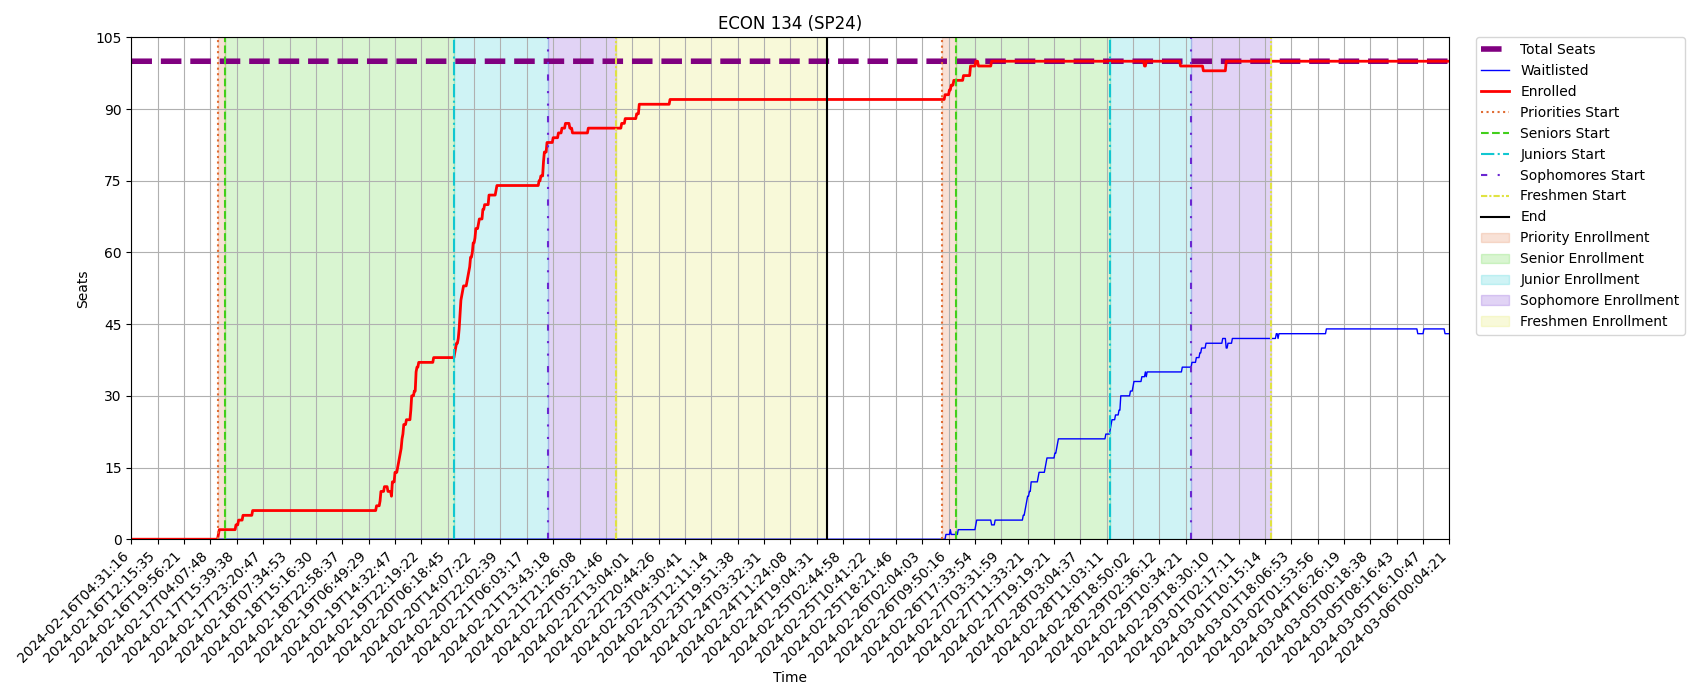 ECON 134 (SP24)
105
90
75
60
45
30
15
0
Seats
Total Seats
Waitlisted
Enrolled
Priorities Start
Seniors Start
Juniors Start
Sophomores Start
Freshmen Start
End
Priority Enrollment
Senior Enrollment
Junior Enrollment
Sophomore Enrollment
Freshmen Enrollment
2024-02-16T04:31:16
2024-02-16T12:15:35
2024-02-16T19:56:21
2024-02-17T04:07:48
2024-02-17T15:39:38
2024-02-17T23:20:47
2024-02-18T07:34:53
2024-02-18T15:16:30
2024-02-18T22:58:37
2024-02-19T06:49:29
2024-02-19T14:32:47
2024-02-19T22:19:22
2024-02-20T06:18:45
2024-02-20T14:07:22
2024-02-20T22:02:39
2024-02-21T06:03:17
2024-02-21T13:43:18
2024-02-21T21:26:08
2024-02-22T05:21:46
2024-02-22T13:04:01
2024-02-22T20:44:26
2024-02-23T04:30:41
2024-02-23T12:11:14
2024-02-23T19:51:38
2024-02-24T03:32:31
2024-02-24T11:24:08
2024-02-24T19:04:31
2024-02-25T02:44:58
2024-02-25T10:41:22
2024-02-25T18:21:46
2024-02-26T02:04:03
2024-02-26T09:50:16
2024-02-26T17:33:54
2024-02-27T03:31:59
2024-02-27T11:33:21
2024-02-27T19:19:21
2024-02-28T03:04:37
2024-02-28T11:03:11
2024-02-28T18:50:02
2024-02-29T02:36:12
2024-02-29T10:34:21
2024-02-29T18:30:10
2024-03-01T02:17:11
2024-03-01T10:15:14
2024-03-01T18:06:53
2024-03-02T01:53:56
2024-03-04T16:26:19
2024-03-05T00:18:38
2024-03-05T08:16:43
2024-03-05T16:10:47
2024-03-06T00:04:21
Time